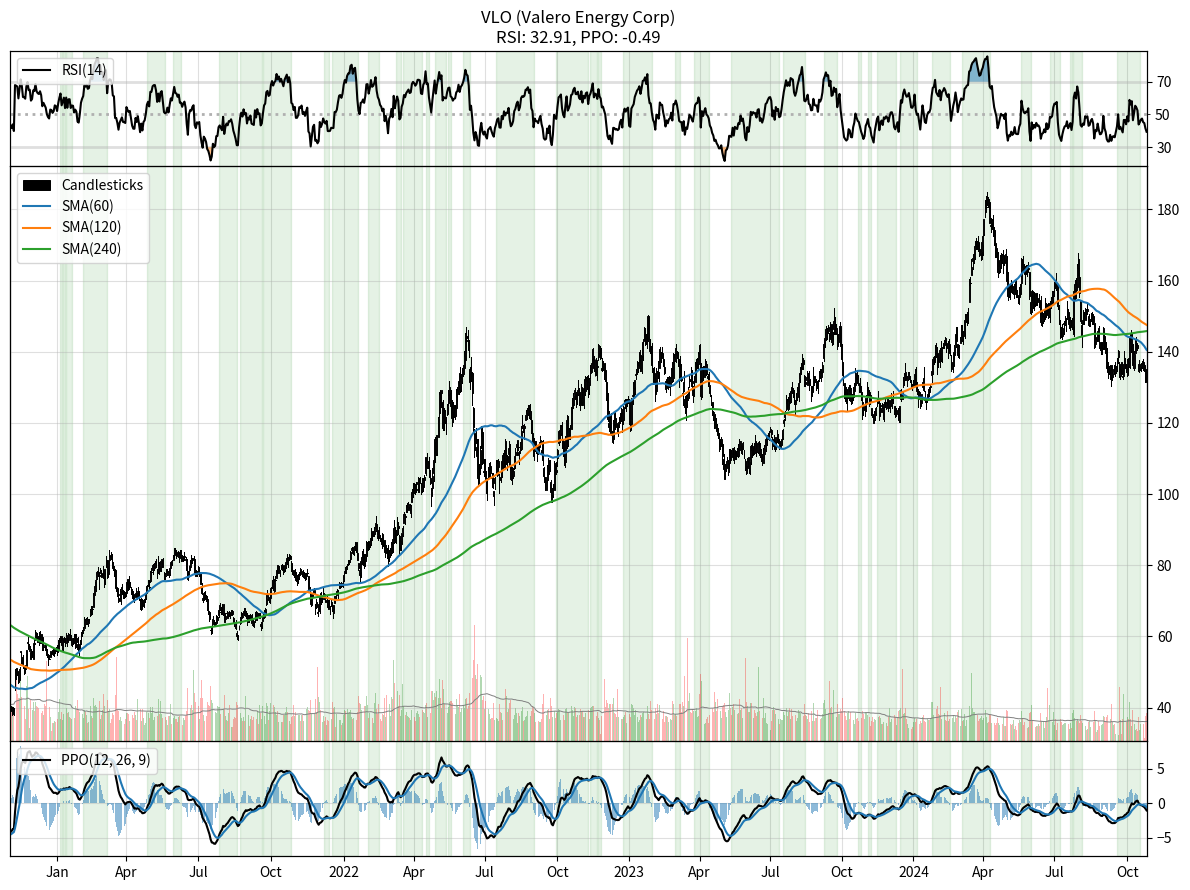 VLO (Valero Energy Corp)
RSI: 32.91, PPO: -0.49
RSI(14)
70
50
30
Candlesticks
SMA(60)
SMA(120)
SMA(240)
180
160
140
120
100
80
60
40
PPO(12, 26, 9)
5
0
−5
Jan Apr Jul Oct 2022 Apr Jul Oct 2023 Apr Jul Oct 2024 Apr Jul Oct